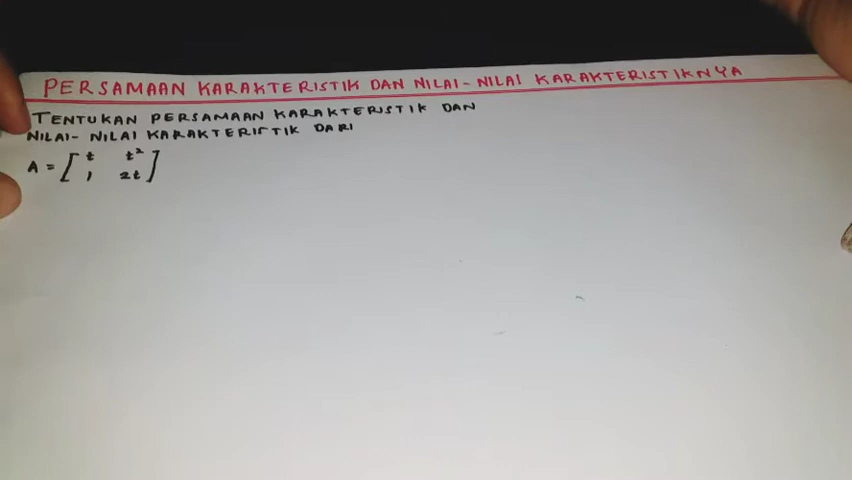 PERSAMAAN KARAKTERISTIK DAN NILAI-NILAI KARAKTERISTIKNYA
TENTUKAN PERSAMAAN KARAKTERISTIK DAN
NILAI-NILAI KARAKTERISTIK DARI
A = [t t²
1 2t]